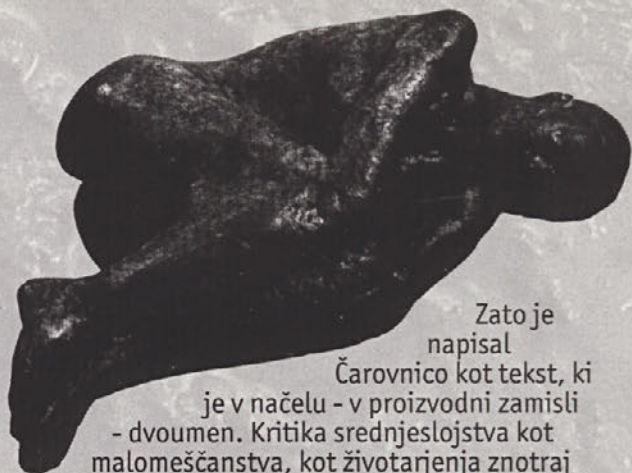 Zato je
napisal
Čarovnico kot tekst, ki
je v načelu - v proizvodni zamisli
- dvoumen. Kritika srednjeslojstva kot
malomeščanstva, kot životarjenja znotraj